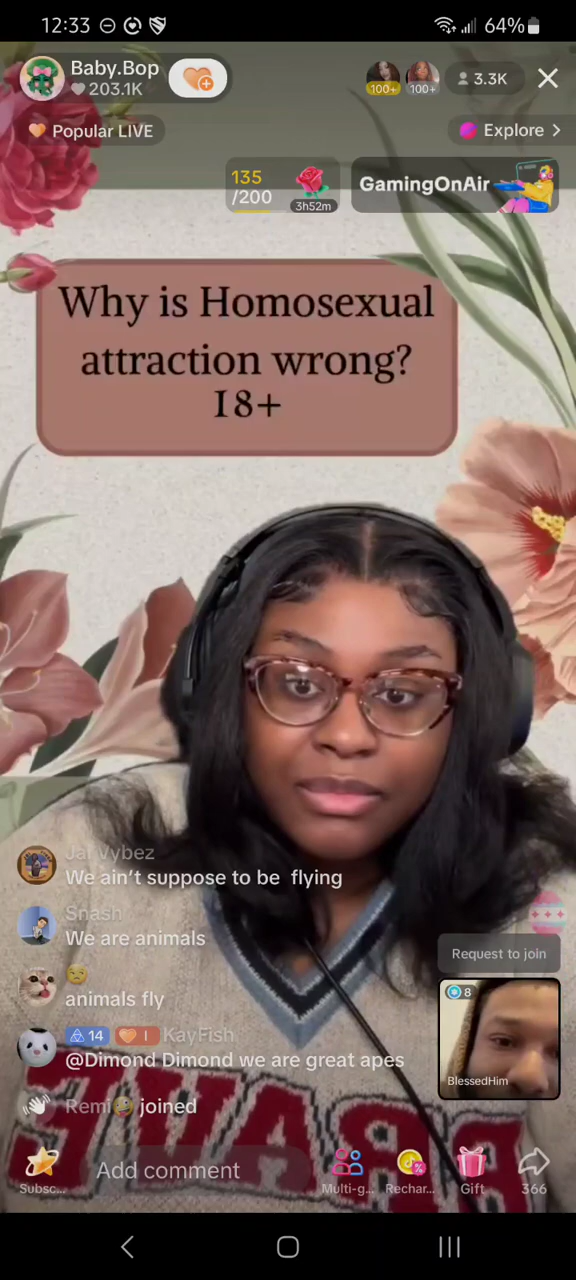 12:33
64%
Baby.Bop
203.1K
100+
100+
3.3K
Popular LIVE
Explore >
135
/200
3h52m
GamingOnAir
Why is Homosexual
attraction wrong?
18+
Jai Vybez
We ain't suppose to be flying
Snash
We are animals
animals fly
14
I
KayFish
@Dimond Dimond we are great apes
Remi joined
Request to join
8
BlessedHim
BRAVE
Add comment
Subsc...
Multi-g...
Rechar...
Gift
366